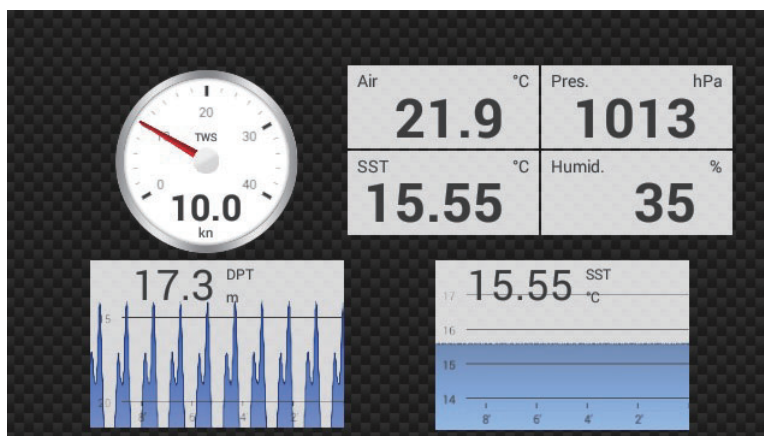 20
10
TWS
30
0
40
10.0
kn
Air °C
21.9
Pres. hPa
1013
SST °C
15.55
Humid. %
35
17.3 DPT
m
15
20
8'
6'
4'
2'
15.55 SST
°C
17
16
15
14
8'
6'
4'
2'